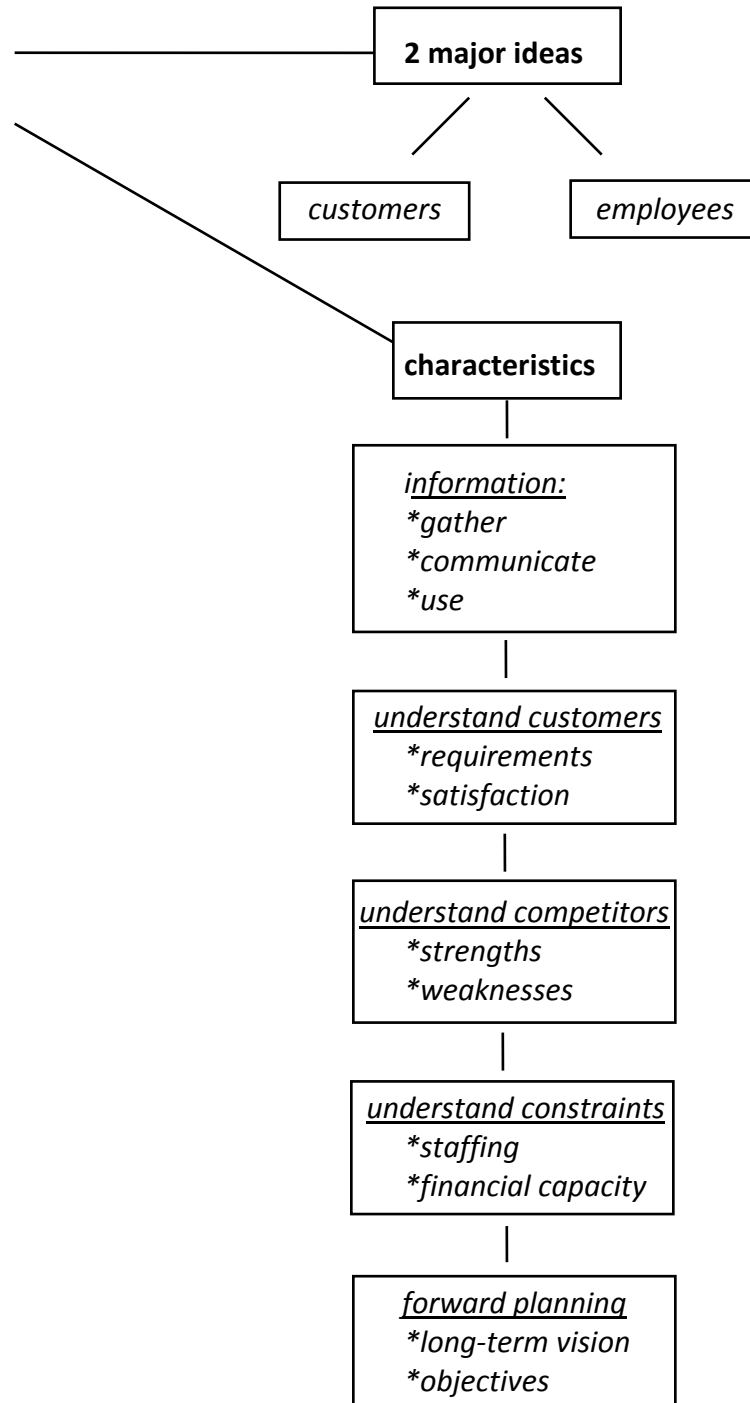 2 major ideas
customers
employees
characteristics
information:
*gather
*communicate
*use
understand customers
*requirements
*satisfaction
understand competitors
*strengths
*weaknesses
understand constraints
*staffing
*financial capacity
forward planning
*long-term vision
*objectives